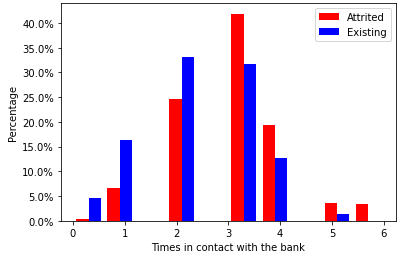 Attrited
Existing
40.0%
35.0%
30.0%
25.0%
20.0%
15.0%
10.0%
5.0%
0.0%
Percentage
0 1 2 3 4 5 6
Times in contact with the bank